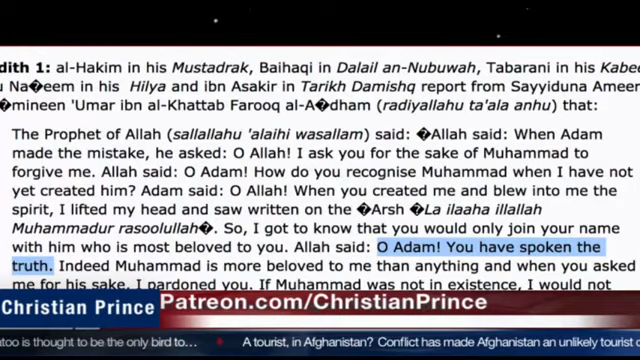 dith 1: al-Hakim in his Mustadrak, Baihaqi in Dalail an-Nubuwah, Tabarani in his Kabee
u Na�eem in his Hilya and ibn Asakir in Tarikh Damishq report from Sayyiduna Ameer
�mineen 'Umar ibn al-Khattab Farooq al-A�dham (radiyallahu ta'ala anhu) that:
The Prophet of Allah (sallallahu 'alaihi wasallam) said: �Allah said: When Adam
made the mistake, he asked: O Allah! I ask you for the sake of Muhammad to
forgive me. Allah said: O Adam! How do you recognise Muhammad when I have not
yet created him? Adam said: O Allah! When you created me and blew into me the
spirit, I lifted my head and saw written on the �Arsh �La ilaaha illallah
Muhammadur rasoolullah�. So, I got to know that you would only join your name
with him who is most beloved to you. Allah said: O Adam! You have spoken the
truth. Indeed Muhammad is more beloved to me than anything and when you asked
me for his sake, I pardoned you. If Muhammad was not in existence, I would not
Christian Prince
Patreon.com/ChristianPrince
atoo is thought to be the only bird to...
A tourist, in Afghanistan? Conflict has made Afghanistan an unlikely tourist d